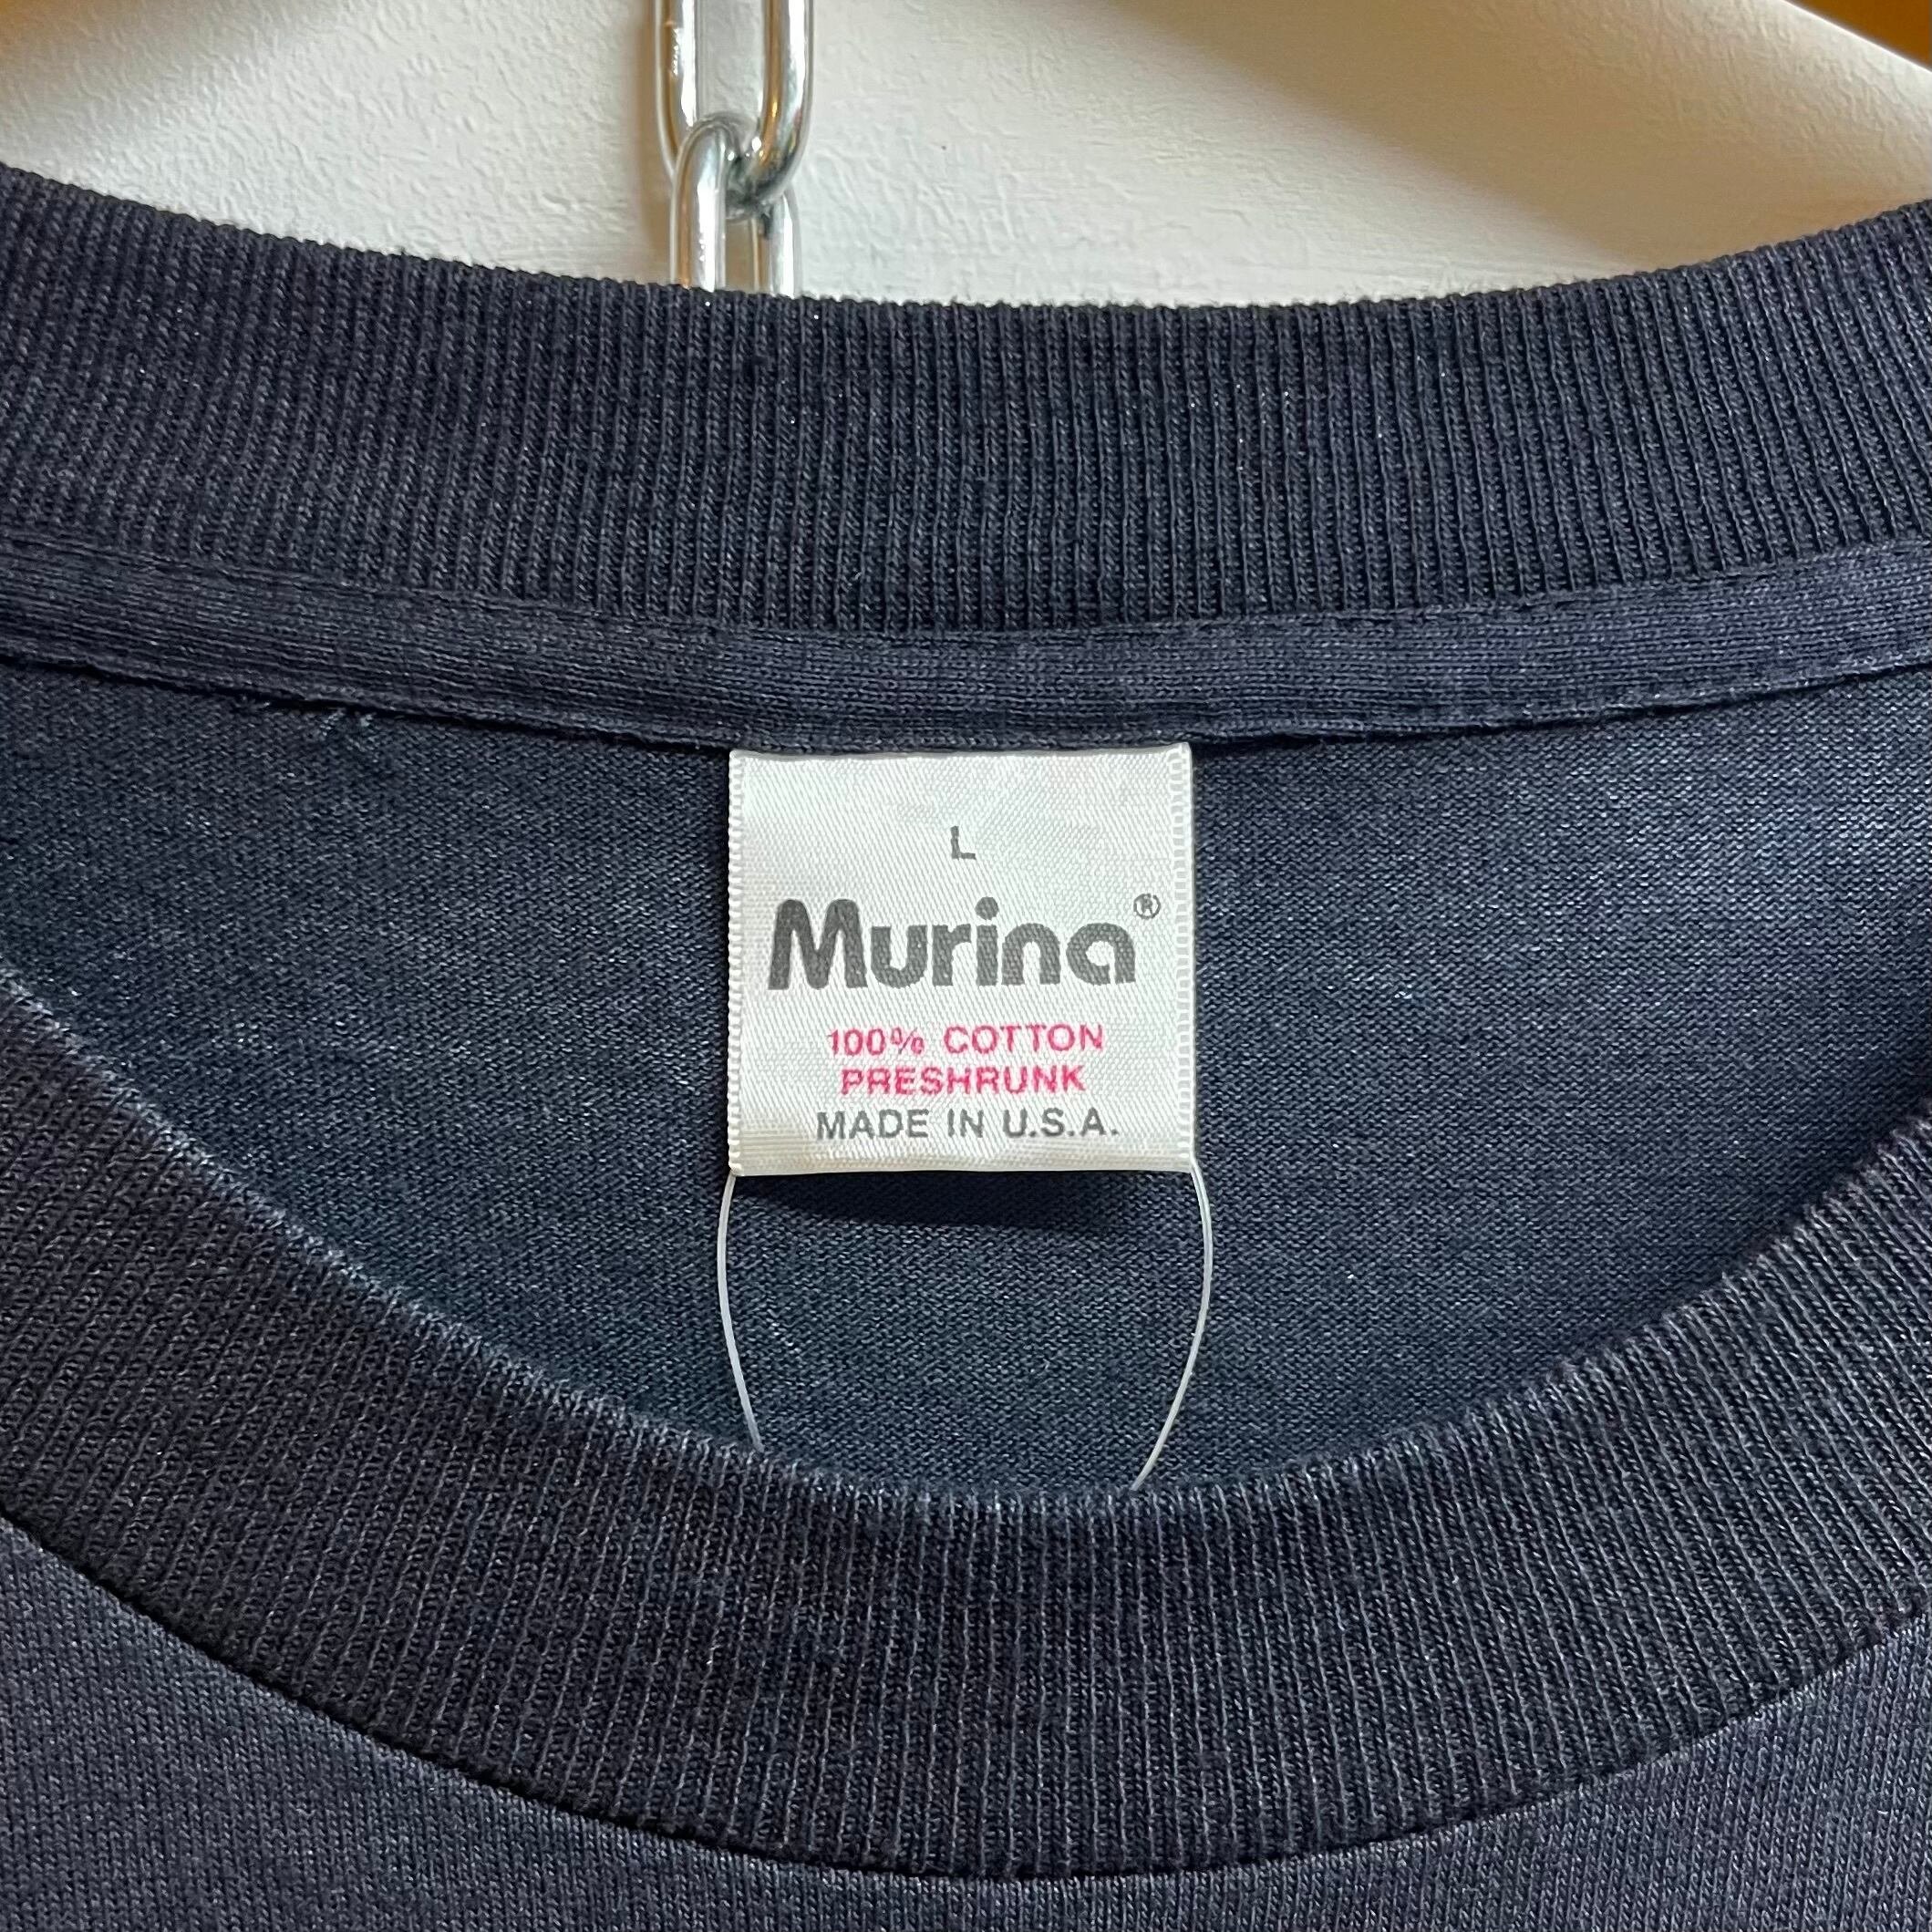 L
Murina®
100% COTTON
PRESHRUNK
MADE IN U.S.A.